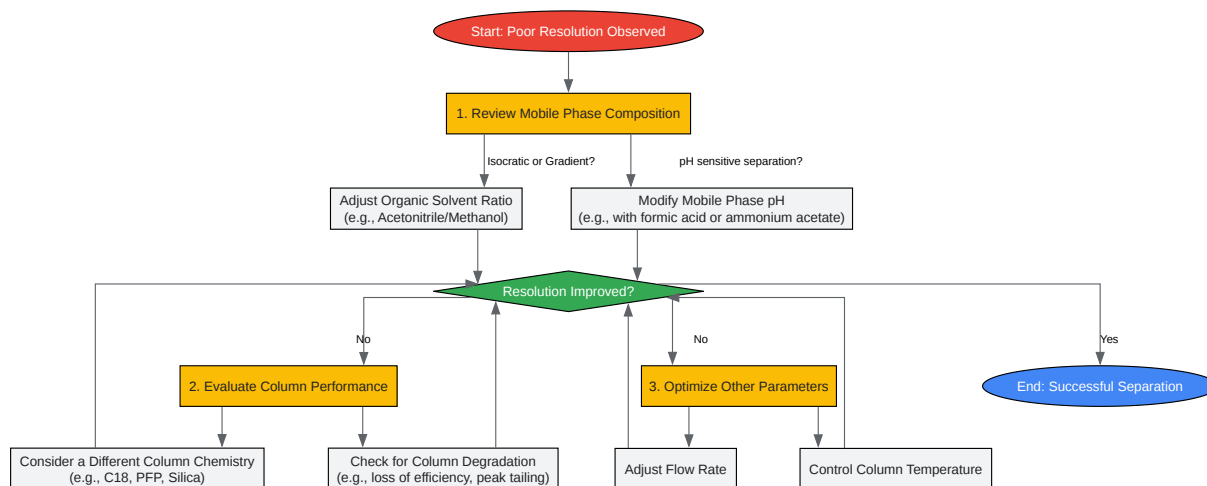 Start: Poor Resolution Observed
1. Review Mobile Phase Composition
Isocratic or Gradient?
pH sensitive separation?
Adjust Organic Solvent Ratio
(e.g., Acetonitrile/Methanol)
Modify Mobile Phase pH
(e.g., with formic acid or ammonium acetate)
Resolution Improved?
No
No
Yes
2. Evaluate Column Performance
3. Optimize Other Parameters
End: Successful Separation
Consider a Different Column Chemistry
(e.g., C18, PFP, Silica)
Check for Column Degradation
(e.g., loss of efficiency, peak tailing)
Adjust Flow Rate
Control Column Temperature